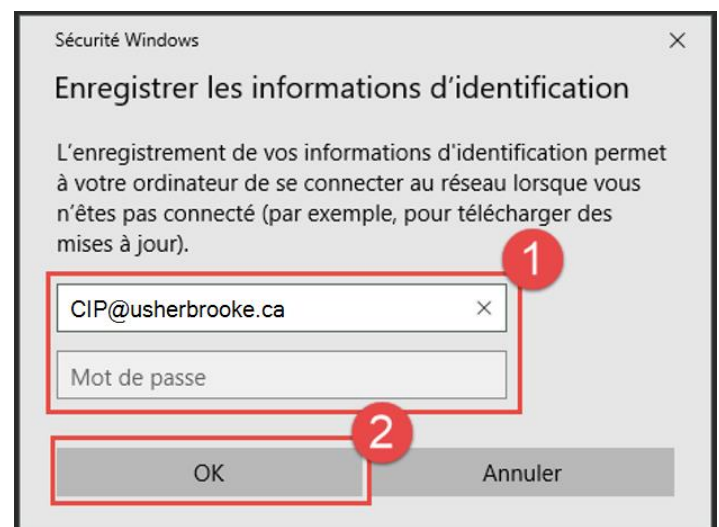 Sécurité Windows
Enregistrer les informations d’identification
L’enregistrement de vos informations d'identification permet
à votre ordinateur de se connecter au réseau lorsque vous
n’êtes pas connecté (par exemple, pour télécharger des
mises à jour).
1
CIP@usherbrooke.ca
Mot de passe
2
OK Annuler